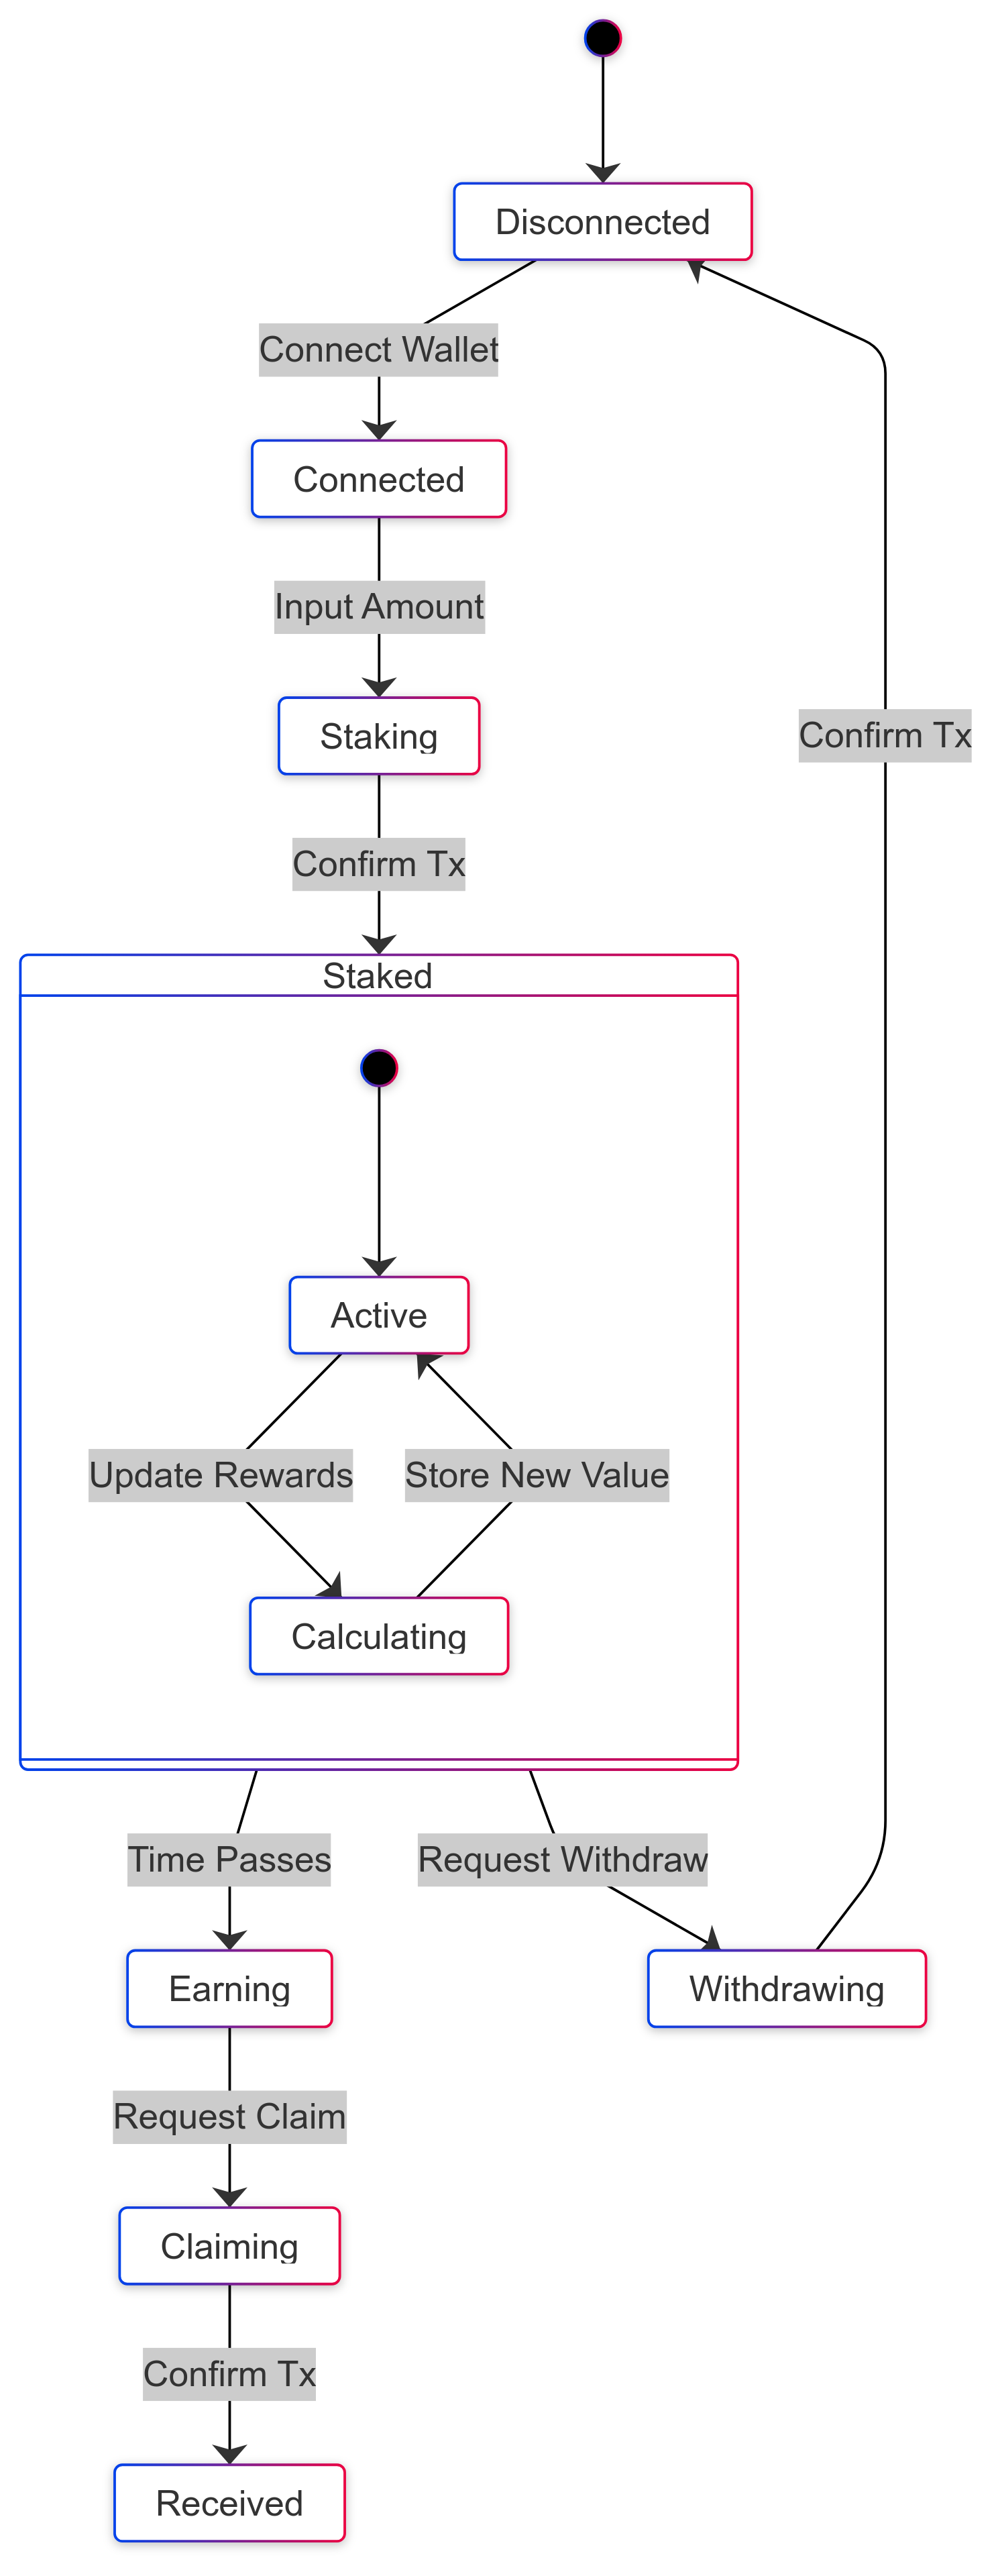 Disconnected
Connect Wallet
Connected
Input Amount
Staking
Confirm Tx
Confirm Tx
Staked
Active
Update Rewards
Store New Value
Calculating
Time Passes
Request Withdraw
Earning
Withdrawing
Request Claim
Claiming
Confirm Tx
Received